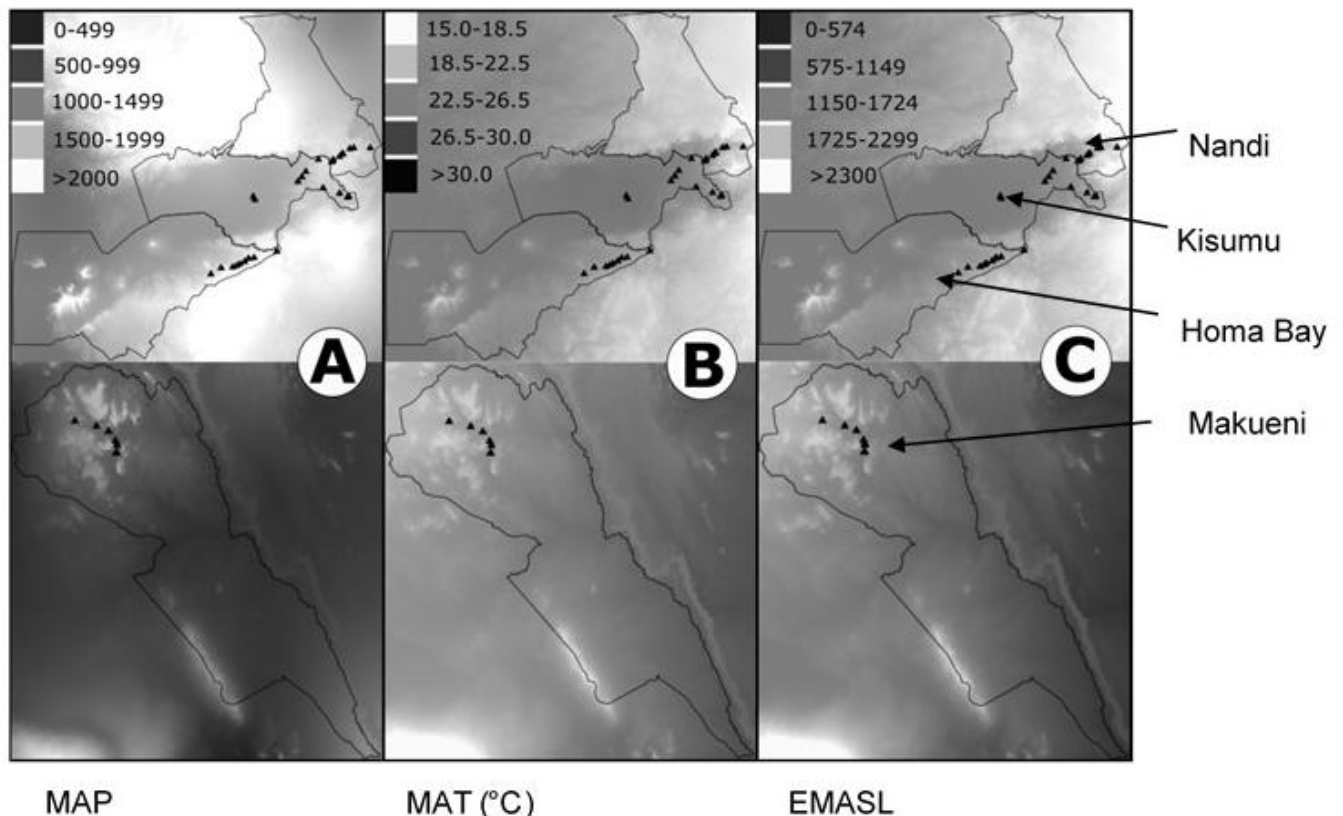 0-499
500-999
1000-1499
1500-1999
>2000
A
15.0-18.5
18.5-22.5
22.5-26.5
26.5-30.0
>30.0
B
0-574
575-1149
1150-1724
1725-2299
>2300
C
Nandi
Kisumu
Homa Bay
Makueni
MAP
MAT (°C)
EMASL